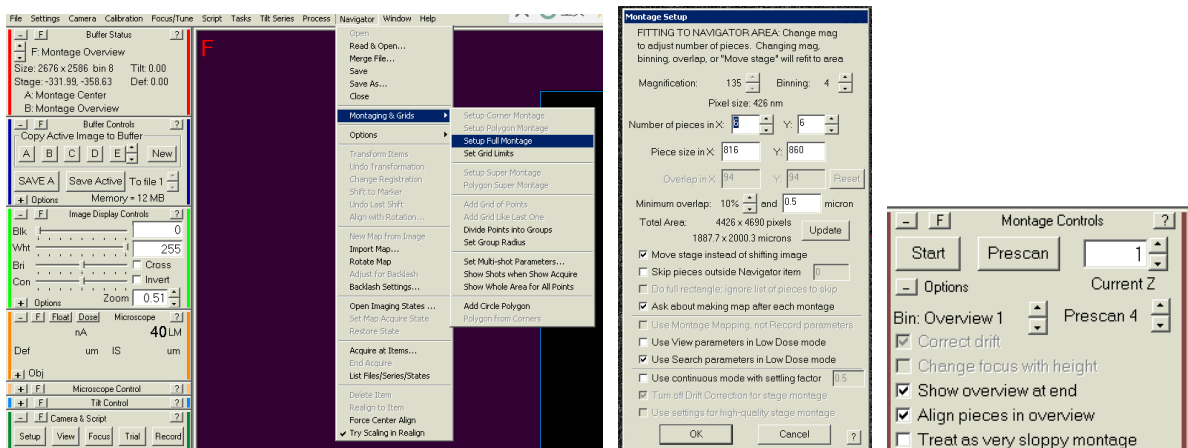 File Settings Camera Calibration Focus/Tune Script Tasks Tilt Series Process Navigator Window Help
- F Buffer Status ?
F: Montage Overview
Size: 2676 x 2586 bin 8 Tilt: 0.00
Stage: -331.99, -358.63 Def: 0.00
A: Montage Center
B: Montage Overview
- F Buffer Controls ?
Copy Active Image to Buffer
A B C D E New
SAVE A Save Active To file 1
+ Options Memory = 12 MB
- F Image Display Controls ?
Blk 0
Wht 255
Bri Cross
Con Invert
+ Options Zoom 0.51
- F Float Dose Microscope ?
nA 40 LM
Def um IS um
+ Obj
+ F Microscope Control ?
+ F Tilt Control ?
- F Camera & Script ?
Setup View Focus Trial Record
F
Open
Read & Open...
Merge File...
Save
Save As...
Close
Montaging & Grids
Options
Transform Items
Undo Transformation
Change Registration
Shift to Marker
Undo Last Shift
Align with Rotation...
New Map from Image
Import Map...
Rotate Map
Adjust for Backlash
Backlash Settings...
Open Imaging States ...
Set Map Acquire State
Restore State
Acquire at Items...
End Acquire
List Files/Series/States
Delete Item
Realign to Item
Force Center Align
Try Scaling in Realign
Setup Corner Montage
Setup Polygon Montage
Setup Full Montage
Set Grid Limits
Setup Super Montage
Polygon Super Montage
Add Grid of Points
Add Grid Like Last One
Divide Points into Groups
Set Group Radius
Set Multi-shot Parameters...
Show Shots when Show Acquire
Show Whole Area for All Points
Add Circle Polygon
Polygon from Corners
Montage Setup
FITTING TO NAVIGATOR AREA: Change mag
to adjust number of pieces. Changing mag,
binning, overlap, or "Move stage" will refit to area
Magnification: 135 Binning: 4
Pixel size: 426 nm
Number of pieces in X: 6 Y: 6
Piece size in X: 816 Y: 860
Overlap in X: 94 Y: 94 Reset
Minimum overlap: 10% and 0.5 micron
Total Area: 4426 x 4690 pixels
1887.7 x 2000.3 microns Update
Move stage instead of shifting image
Skip pieces outside Navigator item 0
Do full rectangle; ignore list of pieces to skip
Ask about making map after each montage
Use Montage Mapping, not Record parameters
Use View parameters in Low Dose mode
Use Search parameters in Low Dose mode
Use continuous mode with settling factor 0.5
Turn off Drift Correction for stage montage
Use settings for high-quality stage montage
OK Cancel ?
- F Montage Controls ?
Start Prescan 1
- Options Current Z
Bin: Overview 1 Prescan 4
Correct drift
Change focus with height
Show overview at end
Align pieces in overview
Treat as very sloppy montage